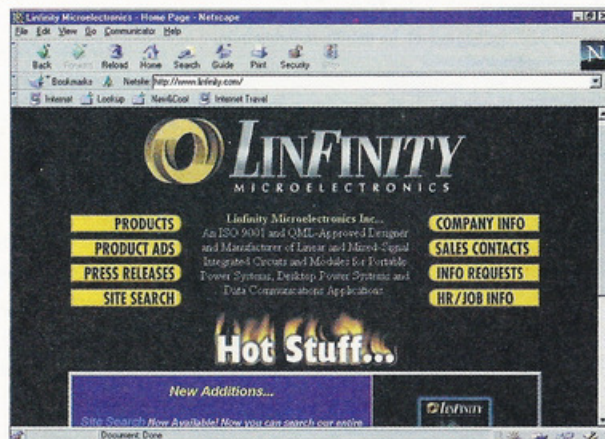 Linfinity Microelectronics - Home Page - Netscape
File Edit View Go Communicator Help
Back Forward Reload Home Search Guide Print Security
Bookmarks Netsite: http://www.linfinity.com/
Internet Lookup New&Cool Internet Travel
LINFINITY
MICROELECTRONICS
PRODUCTS
PRODUCT ADS
PRESS RELEASES
SITE SEARCH
Linfinity Microelectronics Inc...
An ISO 9001 and QML-Approved Designer
and Manufacturer of Linear and Mixed-Signal
Integrated Circuits and Modules for Portable
Power Systems, Desktop Power Systems and
Data Communications Applications
COMPANY INFO
SALES CONTACTS
INFO REQUESTS
HR/JOB INFO
Hot Stuff...
New Additions...
Site Search Now Available! Now you can search our entire
LINFINITY
Document: Done